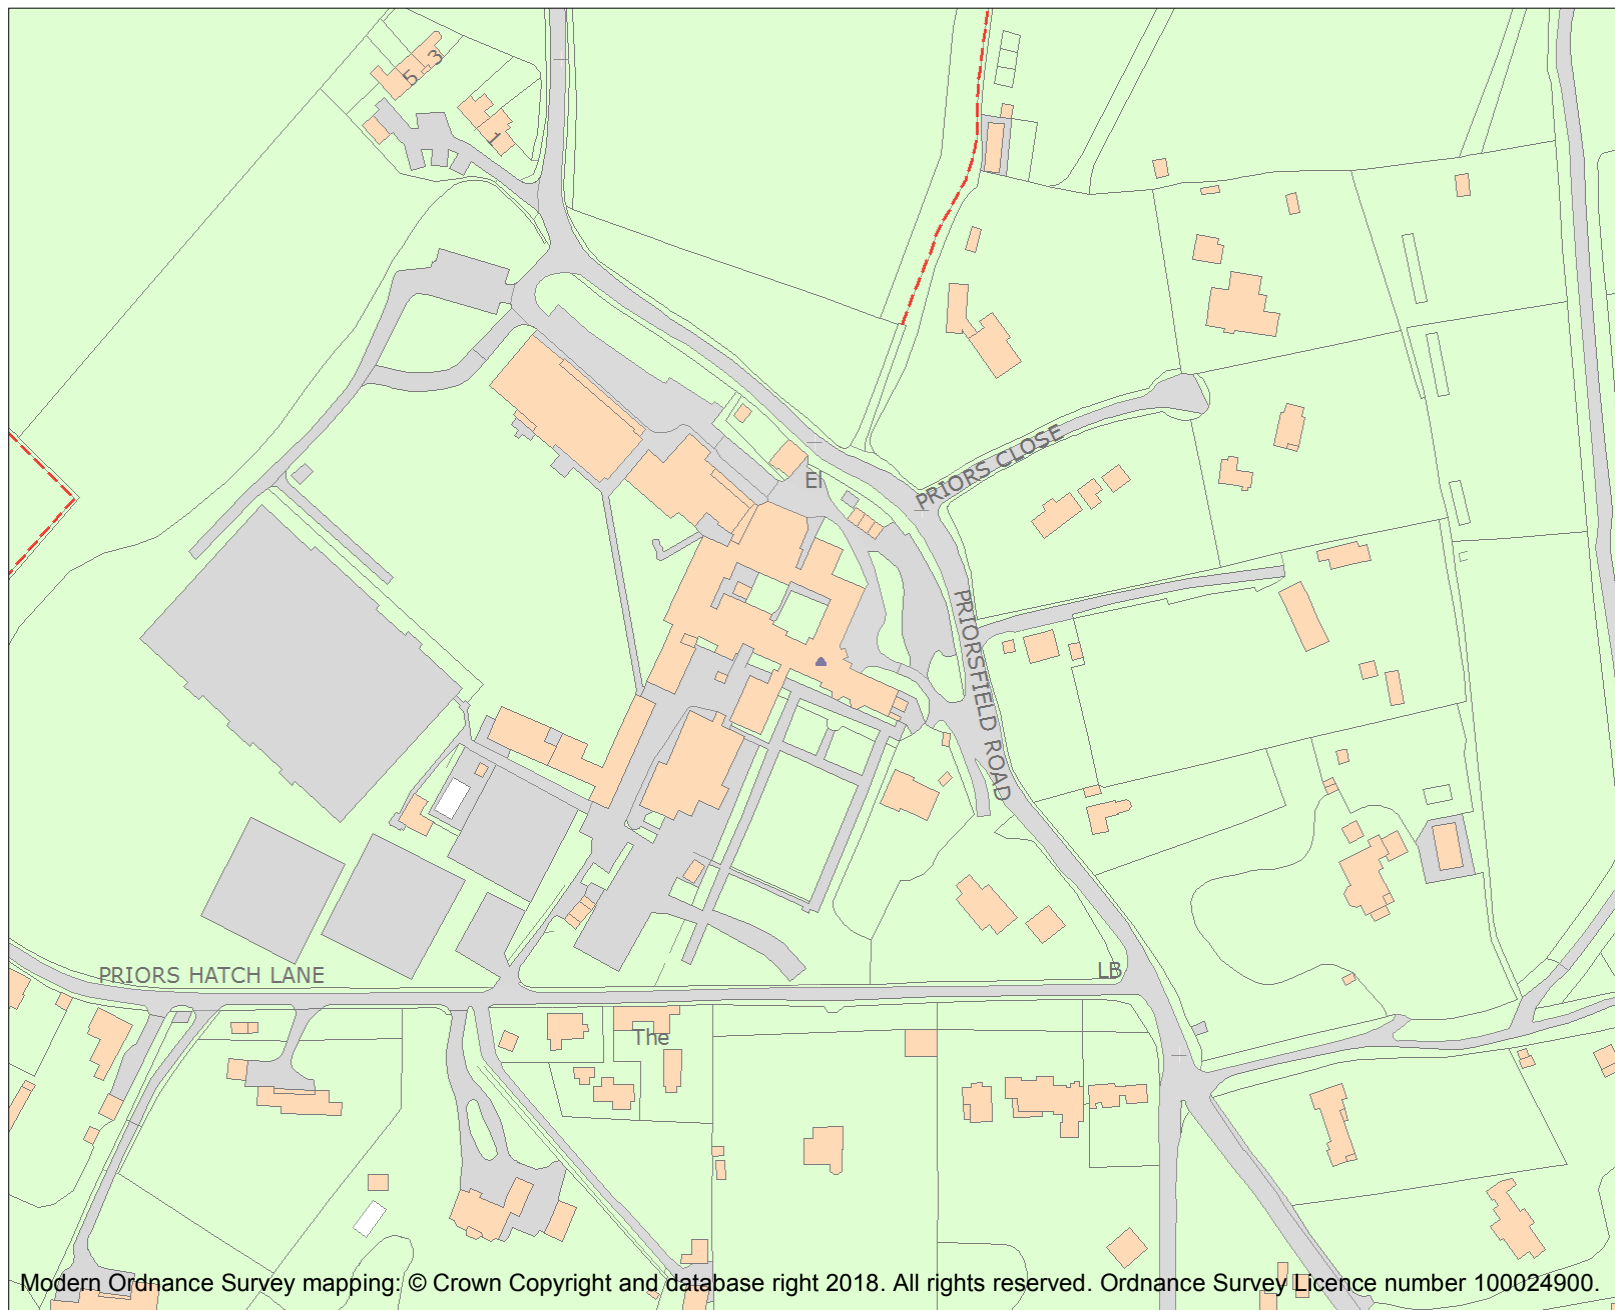 5 3
1
PRIORS CLOSE
El
PRIORSFIELD ROAD
LB
PRIORS HATCH LANE
The
Modern Ordnance Survey mapping: © Crown Copyright and database right 2018. All rights reserved. Ordnance Survey Licence number 100024900.